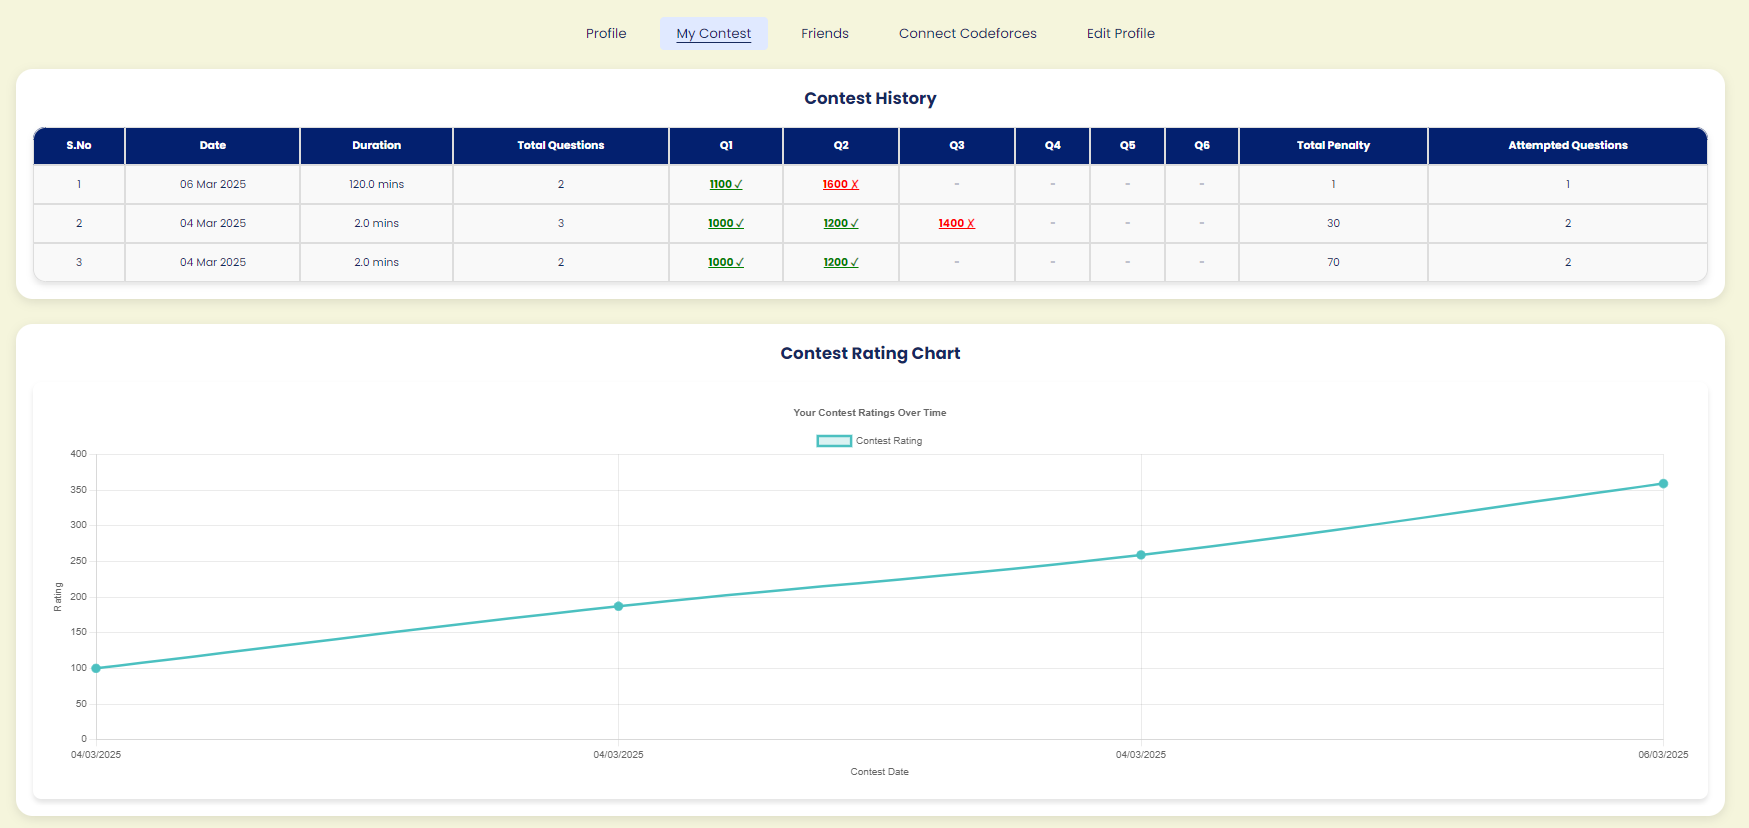 Profile My Contest Friends Connect Codeforces Edit Profile
Contest History
S.No Date Duration Total Questions Q1 Q2 Q3 Q4 Q5 Q6 Total Penalty Attempted Questions
1 06 Mar 2025 120.0 mins 2 1100 ✓ 1600 ✗ - - - - 1 1
2 04 Mar 2025 2.0 mins 3 1000 ✓ 1200 ✓ 1400 ✗ - - - 30 2
3 04 Mar 2025 2.0 mins 2 1000 ✓ 1200 ✓ - - - - 70 2
Contest Rating Chart
Your Contest Ratings Over Time
Contest Rating
400
350
300
250
200
150
100
50
0
Rating
04/03/2025 04/03/2025 04/03/2025 06/03/2025
Contest Date